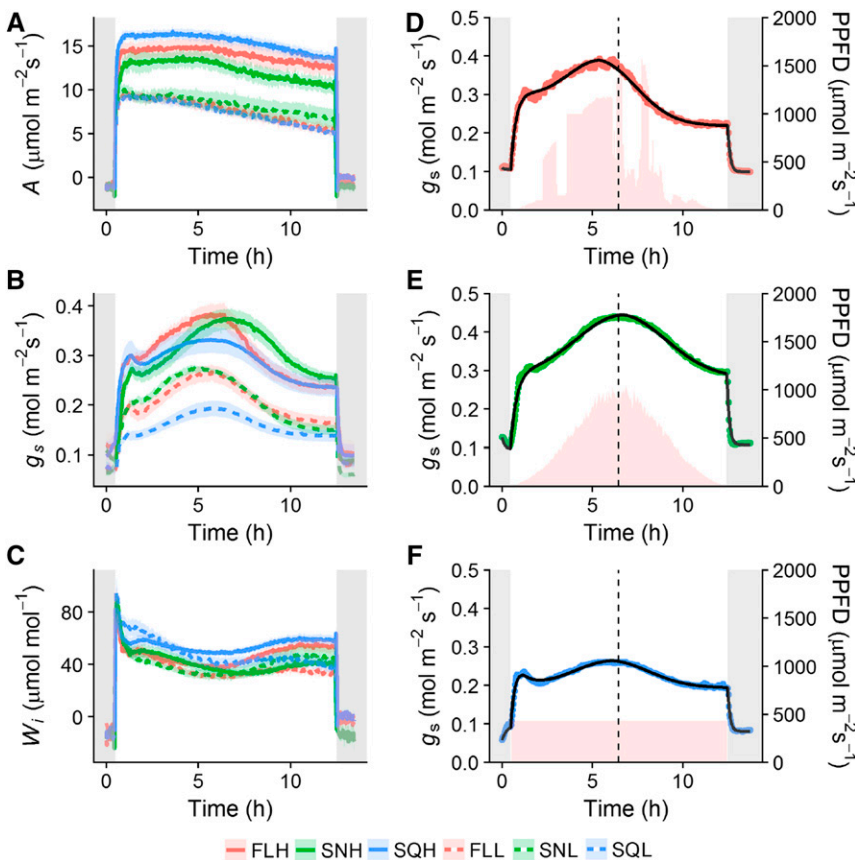 A
A (μmol m−2 s−1)
15
10
5
0
0
5
10
Time (h)
D
gs (mol m−2 s−1)
0.5
0.4
0.3
0.2
0.1
0.0
2000
1500
1000
500
0
PPFD (μmol m−2 s−1)
0
5
10
Time (h)
B
gs (mol m−2 s−1)
0.4
0.3
0.2
0.1
0
5
10
Time (h)
E
gs (mol m−2 s−1)
0.5
0.4
0.3
0.2
0.1
0.0
2000
1500
1000
500
0
PPFD (μmol m−2 s−1)
0
5
10
Time (h)
C
Wi (μmol mol−1)
80
40
0
0
5
10
Time (h)
F
gs (mol m−2 s−1)
0.5
0.4
0.3
0.2
0.1
0.0
2000
1500
1000
500
0
PPFD (μmol m−2 s−1)
0
5
10
Time (h)
FLH SNH SQH FLL SNL SQL